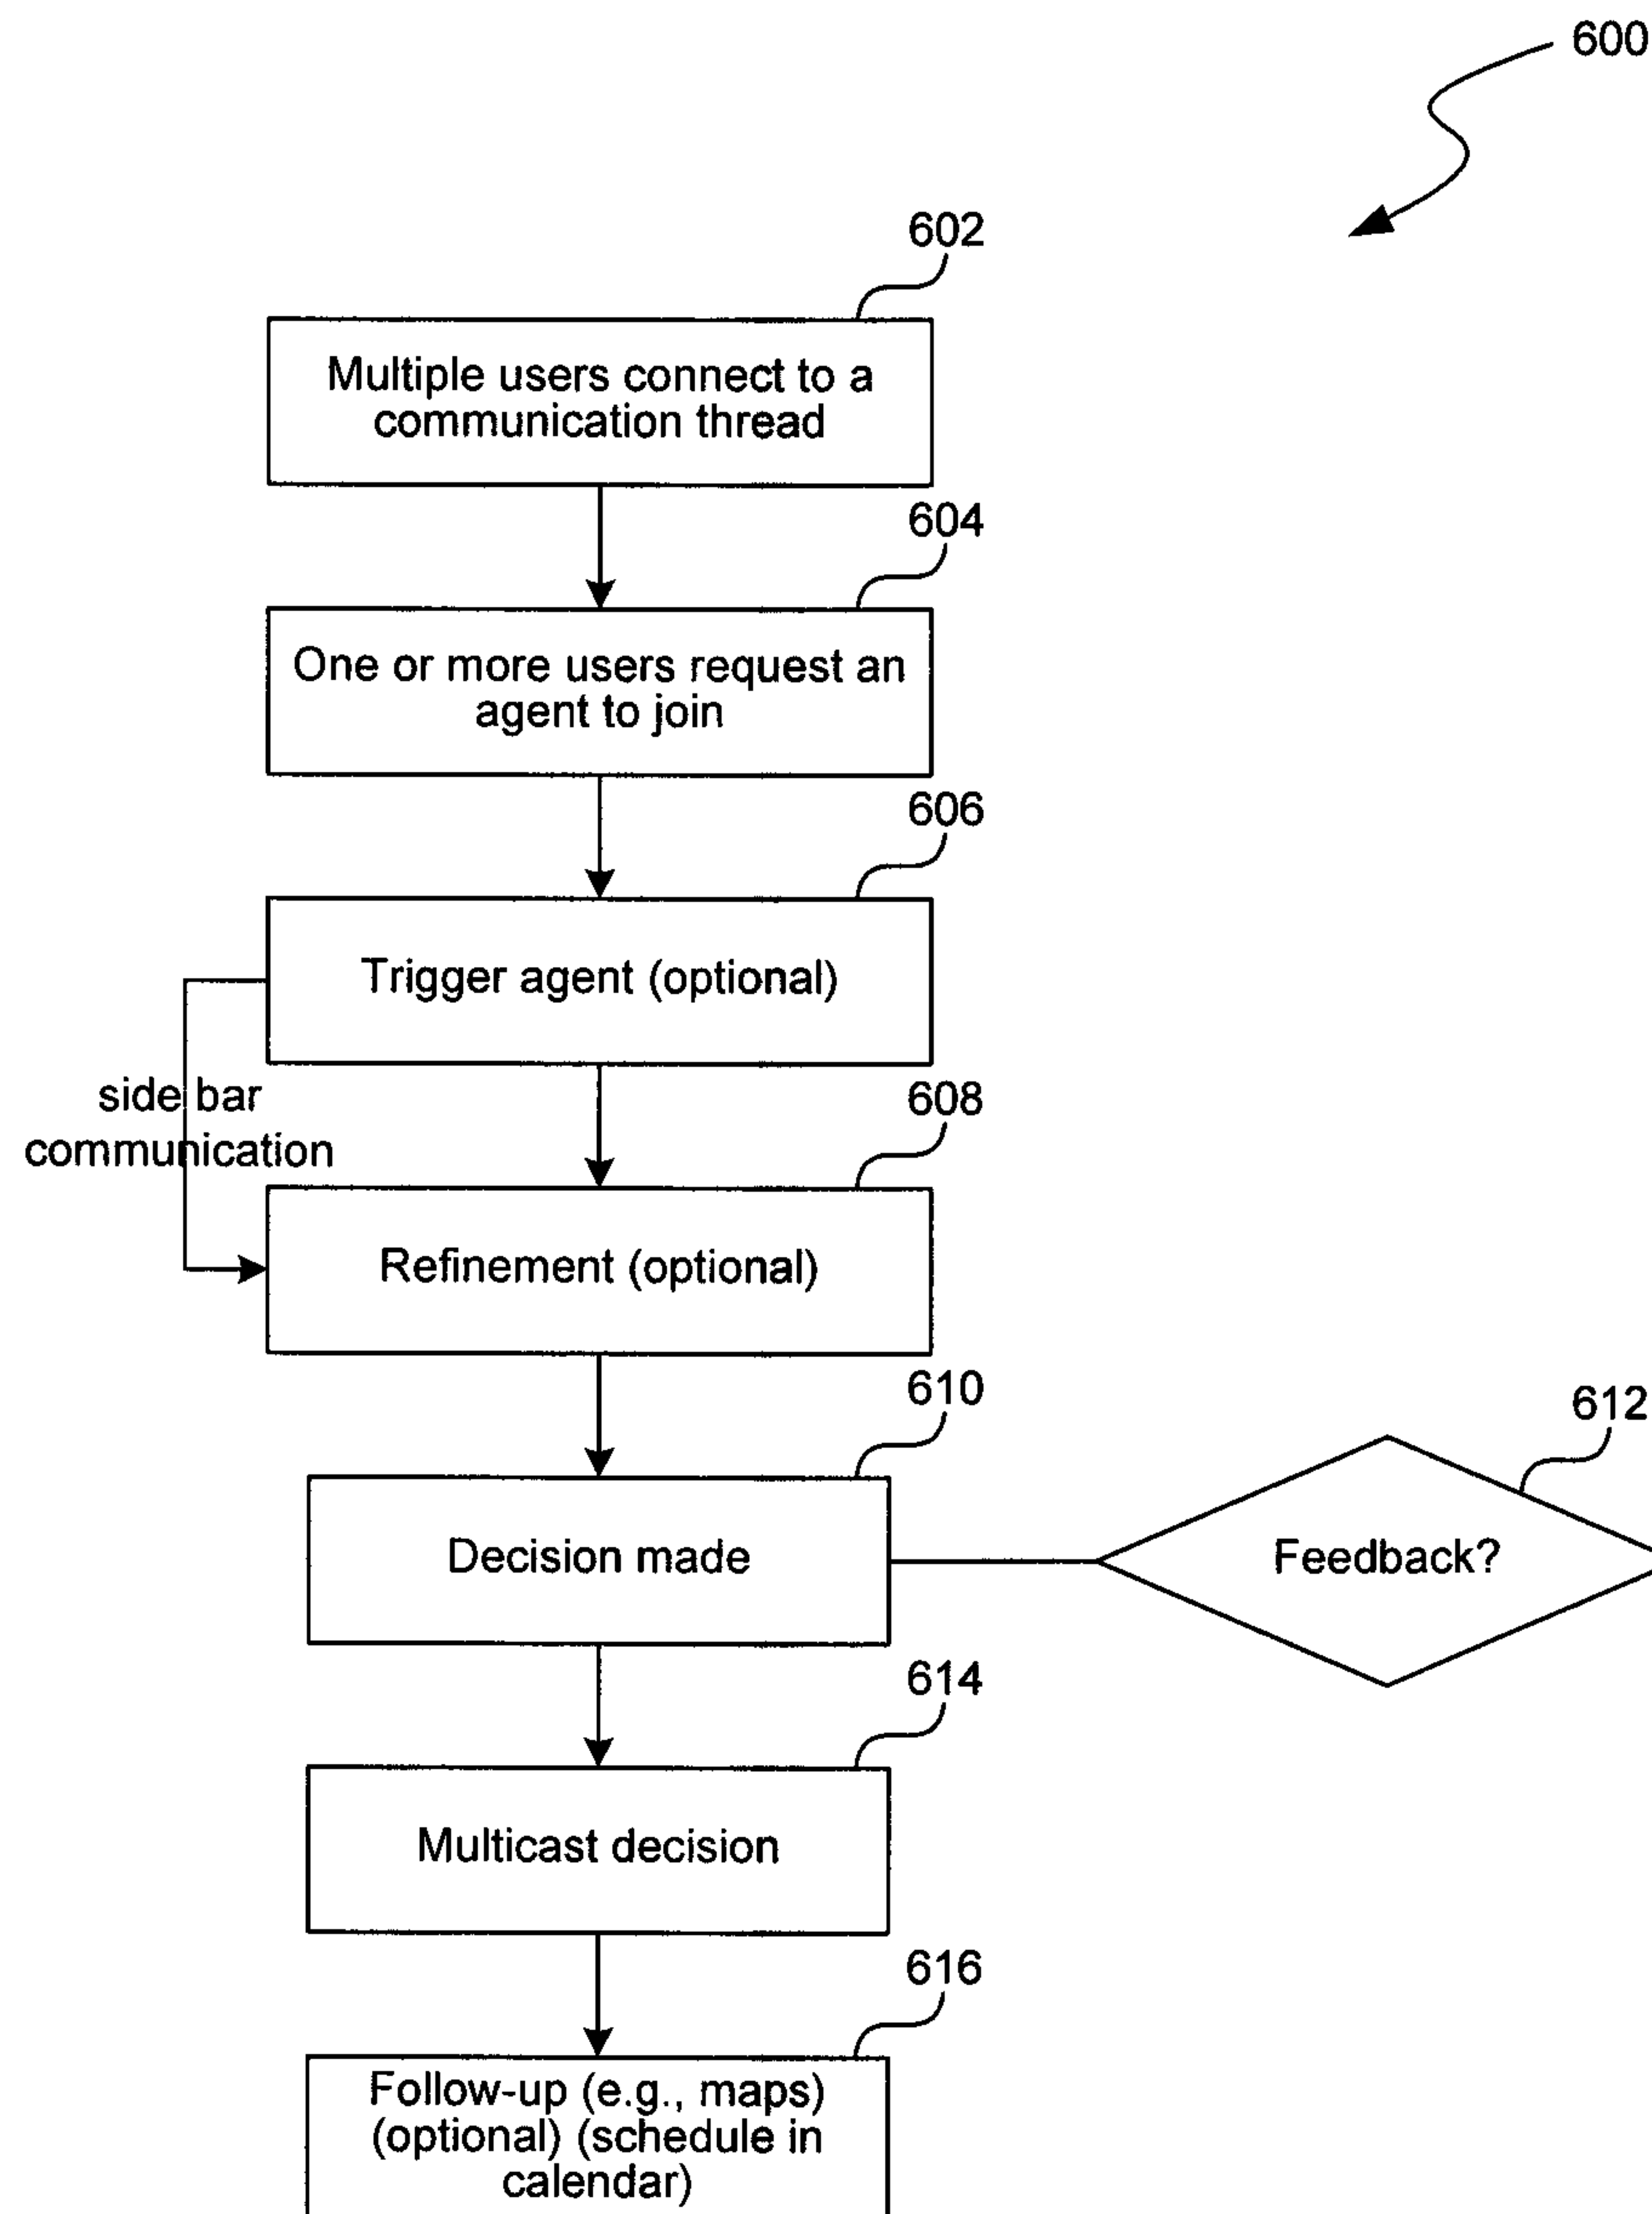 600
602
Multiple users connect to a
communication thread
604
One or more users request an
agent to join
606
Trigger agent (optional)
side bar
communication
608
Refinement (optional)
610
Decision made
612
Feedback?
614
Multicast decision
616
Follow-up (e.g., maps)
(optional) (schedule in
calendar)